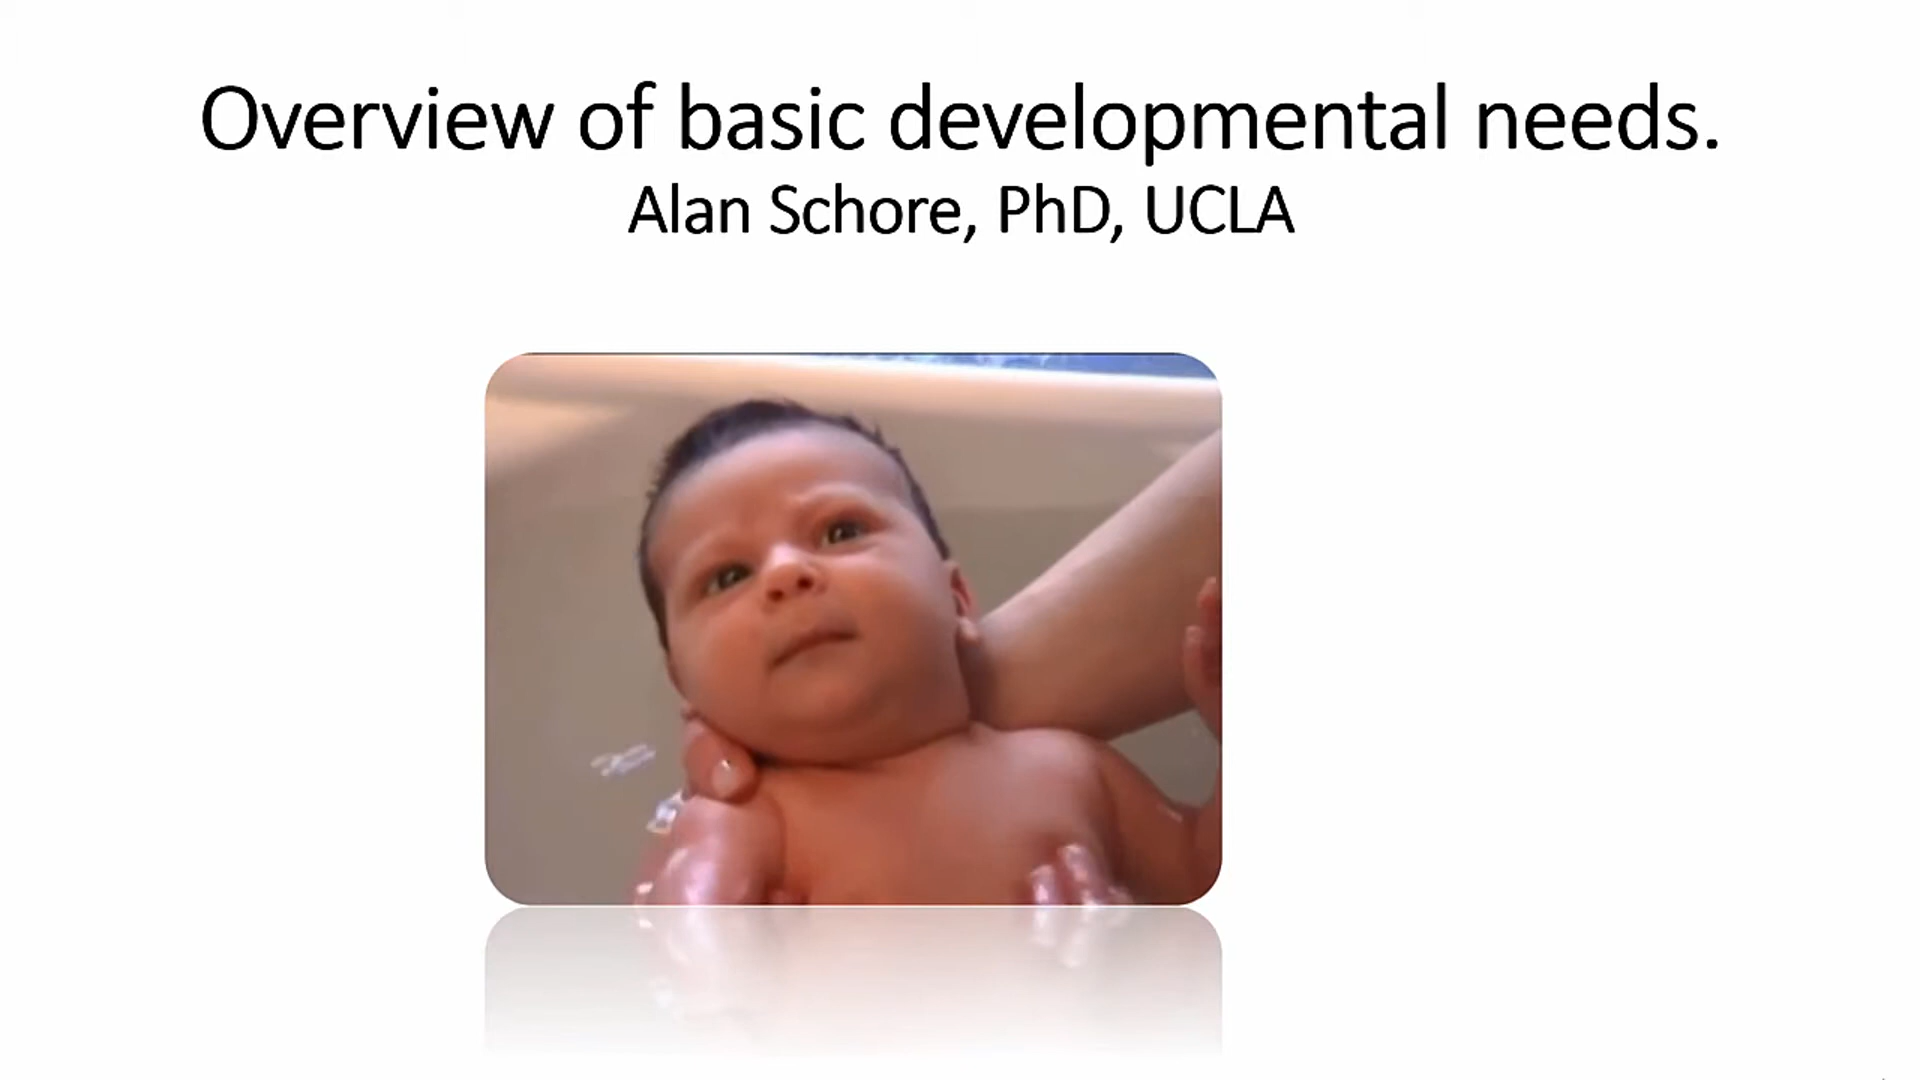 Overview of basic developmental needs.
Alan Schore, PhD, UCLA